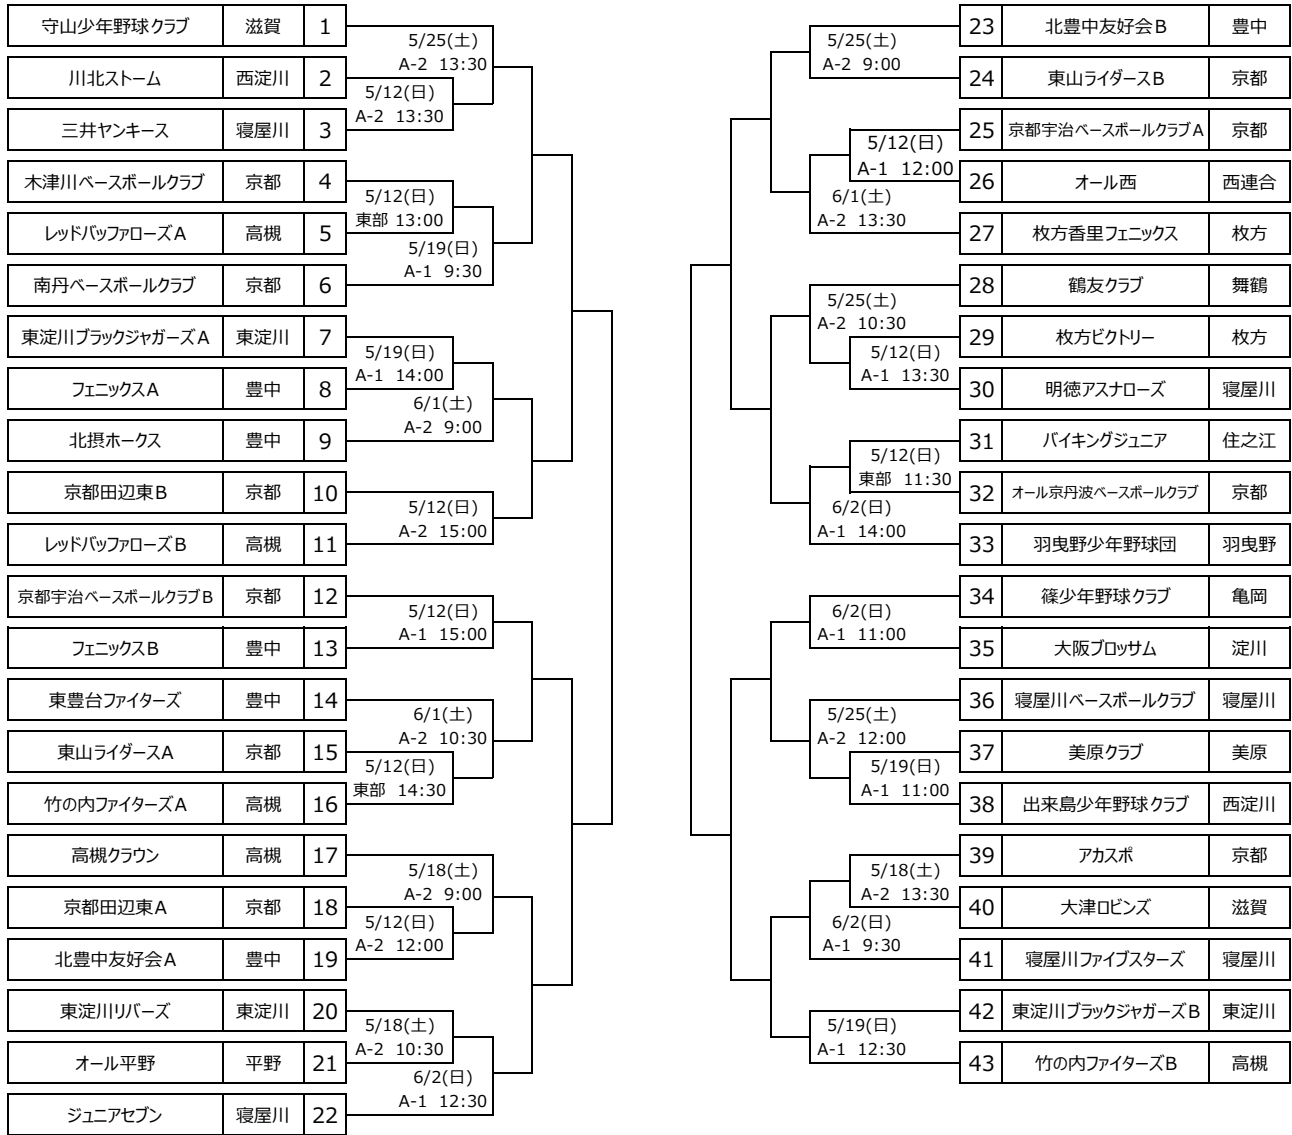 守山少年野球クラブ 滋賀 1
5/25(土)
A-2 13:30
川北ストーム 西淀川 2
5/12(日)
A-2 13:30
三井ヤンキース 寝屋川 3
木津川ベースボールクラブ 京都 4
5/12(日)
東部 13:00
レッドバッファローズA 高槻 5
5/19(日)
A-1 9:30
南丹ベースボールクラブ 京都 6
東淀川ブラックジャガーズA 東淀川 7
5/19(日)
A-1 14:00
フェニックスA 豊中 8
6/1(土)
A-2 9:00
北摂ホークス 豊中 9
京都田辺東B 京都 10
5/12(日)
A-2 15:00
レッドバッファローズB 高槻 11
京都宇治ベースボールクラブB 京都 12
5/12(日)
A-1 15:00
フェニックスB 豊中 13
東豊台ファイターズ 豊中 14
6/1(土)
A-2 10:30
東山ライダースA 京都 15
5/12(日)
東部 14:30
竹の内ファイターズA 高槻 16
高槻クラウン 高槻 17
5/18(土)
A-2 9:00
京都田辺東A 京都 18
5/12(日)
A-2 12:00
北豊中友好会A 豊中 19
東淀川リバーズ 東淀川 20
5/18(土)
A-2 10:30
オール平野 平野 21
6/2(日)
A-1 12:30
ジュニアセブン 寝屋川 22
23 北豊中友好会B 豊中
5/25(土)
A-2 9:00
24 東山ライダースB 京都
25 京都宇治ベースボールクラブA 京都
5/12(日)
A-1 12:00
26 オール西 西連合
6/1(土)
A-2 13:30
27 枚方香里フェニックス 枚方
28 鶴友クラブ 舞鶴
5/25(土)
A-2 10:30
29 枚方ビクトリー 枚方
5/12(日)
A-1 13:30
30 明徳アスナローズ 寝屋川
31 バイキングジュニア 住之江
5/12(日)
東部 11:30
32 オール京丹波ベースボールクラブ 京都
6/2(日)
A-1 14:00
33 羽曳野少年野球団 羽曳野
34 篠少年野球クラブ 亀岡
6/2(日)
A-1 11:00
35 大阪ブロッサム 淀川
36 寝屋川ベースボールクラブ 寝屋川
5/25(土)
A-2 12:00
37 美原クラブ 美原
5/19(日)
A-1 11:00
38 出来島少年野球クラブ 西淀川
39 アカスポ 京都
5/18(土)
A-2 13:30
40 大津ロビンズ 滋賀
6/2(日)
A-1 9:30
41 寝屋川ファイブスターズ 寝屋川
42 東淀川ブラックジャガーズB 東淀川
5/19(日)
A-1 12:30
43 竹の内ファイターズB 高槻